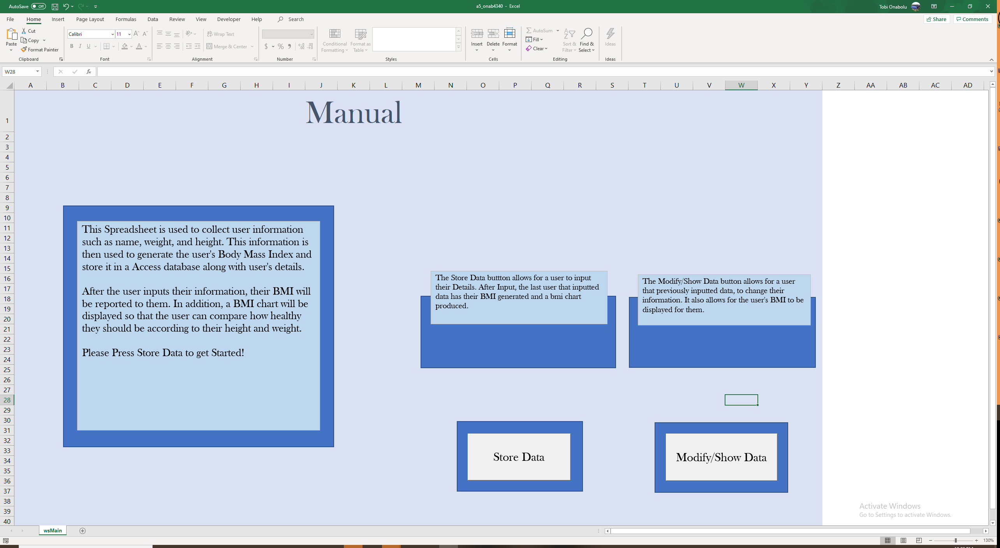 AutoSave Off
a5_onab4340 - Excel
Tobi Onabolu
File Home Insert Page Layout Formulas Data Review View Developer Help Search
Share Comments
Paste
Cut
Copy
Format Painter
Clipboard
Calibri 11
B I U
Font
Wrap Text
Merge & Center
Alignment
$ %
Number
Conditional Formatting
Format as Table
Styles
Insert Delete Format
Cells
AutoSum
Fill
Clear
Sort & Filter
Find & Select
Editing
Ideas
Ideas
W28
fx
A B C D E F G H I J K L M N O P Q R S T U V W X Y Z AA AB AC AD
1
2
3
4
5
6
7
8
9
10
11
12
13
14
15
16
17
18
19
20
21
22
23
24
25
26
27
28
29
30
31
32
33
34
35
36
37
38
39
40
Manual
This Spreadsheet is used to collect user information
such as name, weight, and height. This information is
then used to generate the user's Body Mass Index and
store it in a Access database along with user's details.
After the user inputs their information, their BMI will
be reported to them. In addition, a BMI chart will be
displayed so that the user can compare how healthy
they should be according to their height and weight.
Please Press Store Data to get Started!
The Store Data buttton allows for a user to input
their Details. After Input, the last user that inputted
data has their BMI generated and a bmi chart
produced.
The Modify/Show Data button allows for a user
that previously inputted data, to change their
information. It also allows for the user's BMI to be
displayed for them.
Store Data
Modify/Show Data
Activate Windows
Go to Settings to activate Windows.
wsMain
130%